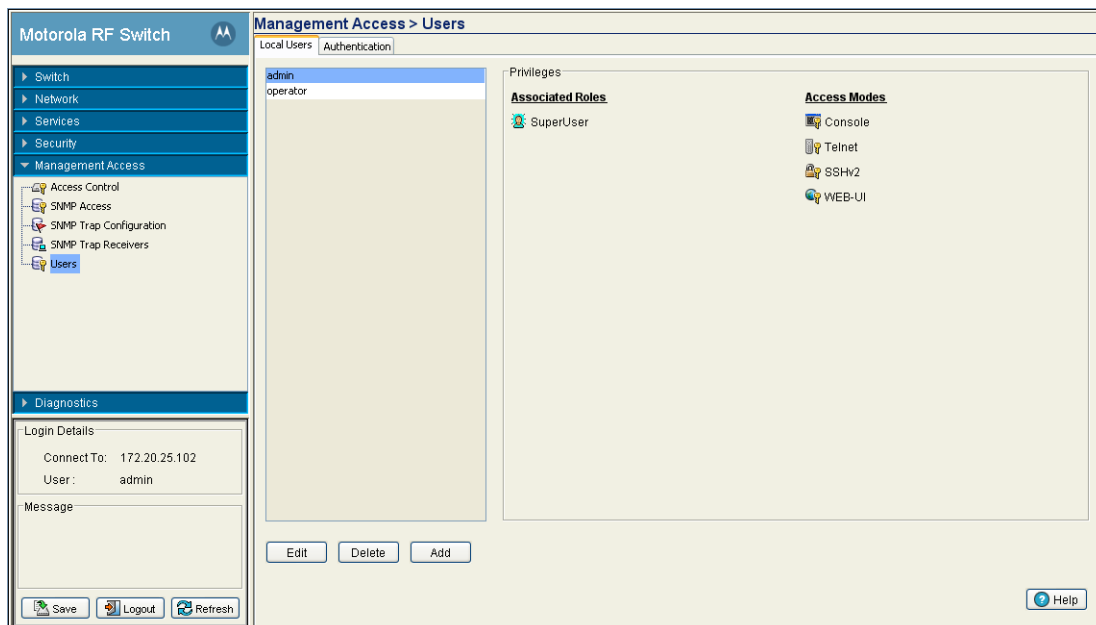 Motorola RF Switch
Switch
Network
Services
Security
Management Access
Access Control
SNMP Access
SNMP Trap Configuration
SNMP Trap Receivers
Users
Diagnostics
Login Details
Connect To: 172.20.25.102
User : admin
Message
Save Logout Refresh
Management Access > Users
Local Users Authentication
admin
operator
Privileges
Associated Roles Access Modes
SuperUser Console
Telnet
SSHv2
WEB-UI
Edit Delete Add
Help